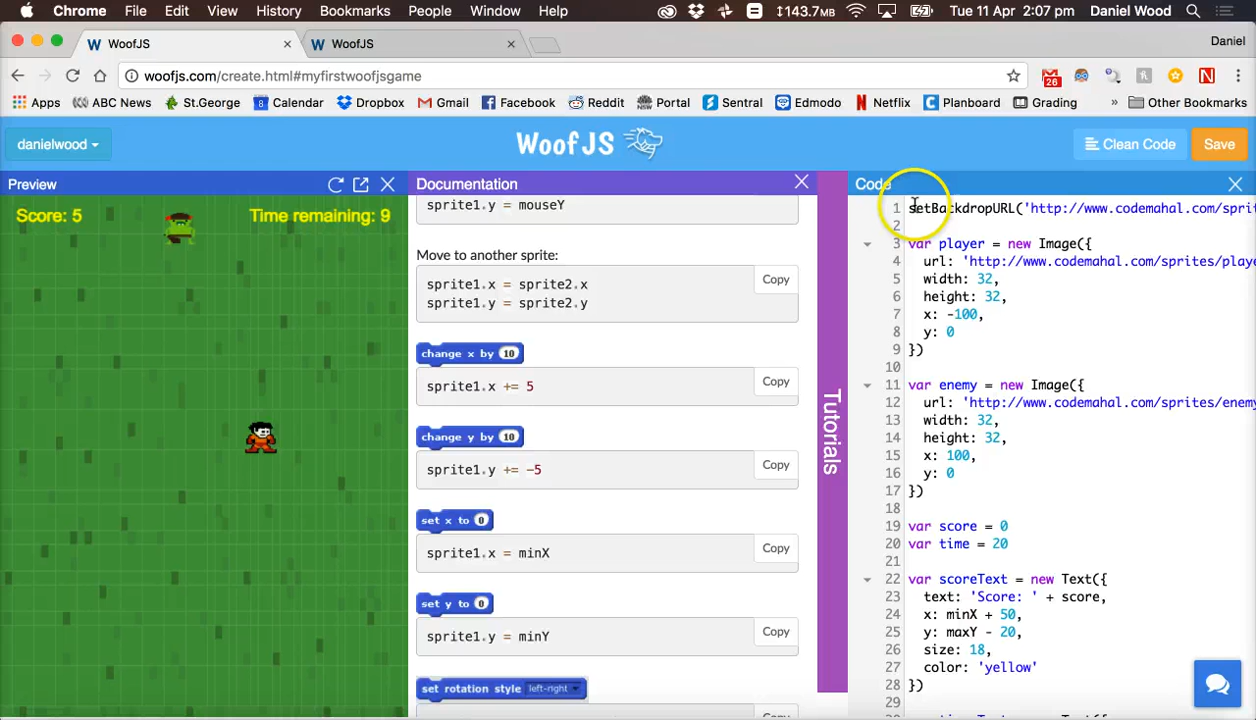 Chrome File Edit View History Bookmarks People Window Help 143.7MB Tue 11 Apr 2:07 pm Daniel Wood
W WoofJS × W WoofJS × Daniel
woofjs.com/create.html#myfirstwoofjsgame 26 N
Apps ABC News St.George 8 Calendar Dropbox Gmail Facebook Reddit Portal Sentral Edmodo Netflix Planboard Grading » Other Bookmarks
danielwood WoofJS Clean Code Save
Preview
Score: 5 Time remaining: 9
Documentation
sprite1.y = mouseY
Move to another sprite:
sprite1.x = sprite2.x
sprite1.y = sprite2.y
Copy
change x by 10
sprite1.x += 5
Copy
change y by 10
sprite1.y += -5
Copy
set x to 0
sprite1.x = minX
Copy
set y to 0
sprite1.y = minY
Copy
set rotation style left-right
Tutorials
Code
1 setBackdropURL('http://www.codemahal.com/sprit
2
3 var player = new Image({
4 url: 'http://www.codemahal.com/sprites/playe
5 width: 32,
6 height: 32,
7 x: -100,
8 y: 0
9 })
10
11 var enemy = new Image({
12 url: 'http://www.codemahal.com/sprites/enemy
13 width: 32,
14 height: 32,
15 x: 100,
16 y: 0
17 })
18
19 var score = 0
20 var time = 20
21
22 var scoreText = new Text({
23 text: 'Score: ' + score,
24 x: minX + 50,
25 y: maxY - 20,
26 size: 18,
27 color: 'yellow'
28 })
29